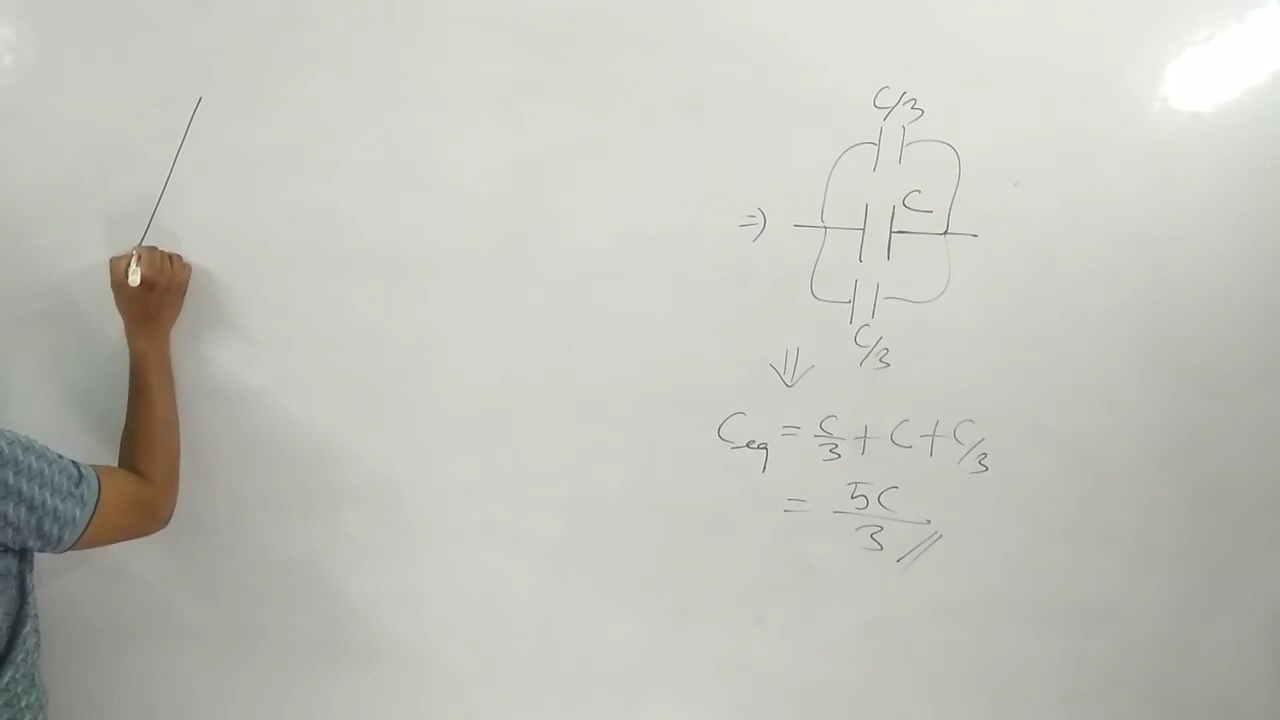 C/3
=> C
C/3
⇓
Ceq = C/3 + C + C/3
= 5C/3 //